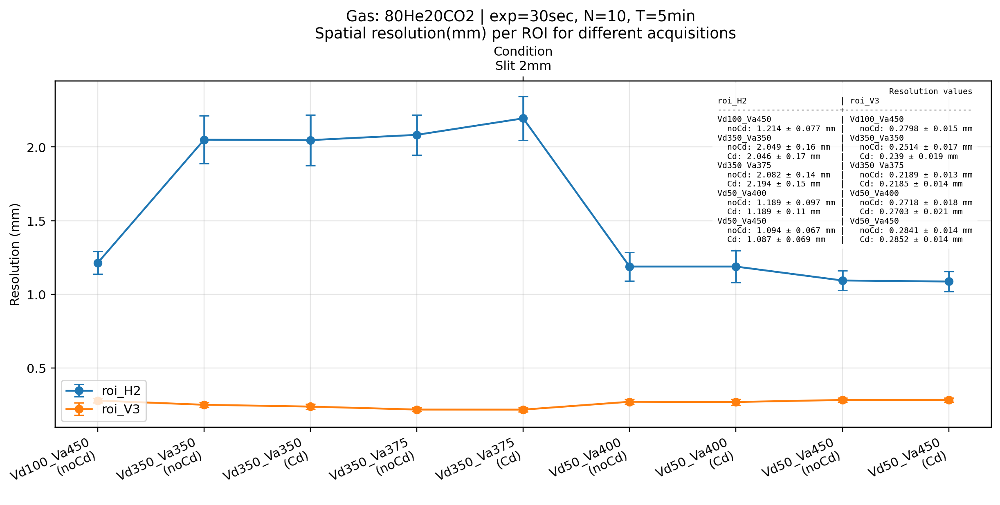 Gas: 80He20CO2 | exp=30sec, N=10, T=5min
Spatial resolution(mm) per ROI for different acquisitions
Condition
Slit 2mm
Resolution values
roi_H2 | roi_V3
-------------------------+--------------------------
Vd100_Va450 | Vd100_Va450
noCd: 1.214 ± 0.077 mm | noCd: 0.2798 ± 0.015 mm
Vd350_Va350 | Vd350_Va350
noCd: 2.049 ± 0.16 mm | noCd: 0.2514 ± 0.017 mm
Cd: 2.046 ± 0.17 mm | Cd: 0.239 ± 0.019 mm
Vd350_Va375 | Vd350_Va375
noCd: 2.082 ± 0.14 mm | noCd: 0.2189 ± 0.013 mm
Cd: 2.194 ± 0.15 mm | Cd: 0.2185 ± 0.014 mm
Vd50_Va400 | Vd50_Va400
noCd: 1.189 ± 0.097 mm | noCd: 0.2718 ± 0.018 mm
Cd: 1.189 ± 0.11 mm | Cd: 0.2703 ± 0.021 mm
Vd50_Va450 | Vd50_Va450
noCd: 1.094 ± 0.067 mm | noCd: 0.2841 ± 0.014 mm
Cd: 1.087 ± 0.069 mm | Cd: 0.2852 ± 0.014 mm
Resolution (mm)
2.0
1.5
1.0
0.5
roi_H2
roi_V3
Vd100_Va450
(noCd)
Vd350_Va350
(noCd)
Vd350_Va350
(Cd)
Vd350_Va375
(noCd)
Vd350_Va375
(Cd)
Vd50_Va400
(noCd)
Vd50_Va400
(Cd)
Vd50_Va450
(noCd)
Vd50_Va450
(Cd)